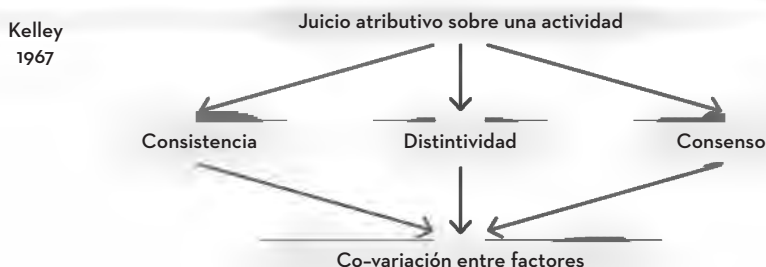 Kelley
1967
Juicio atributivo sobre una actividad
Consistencia
Distintividad
Consenso
Co-variación entre factores